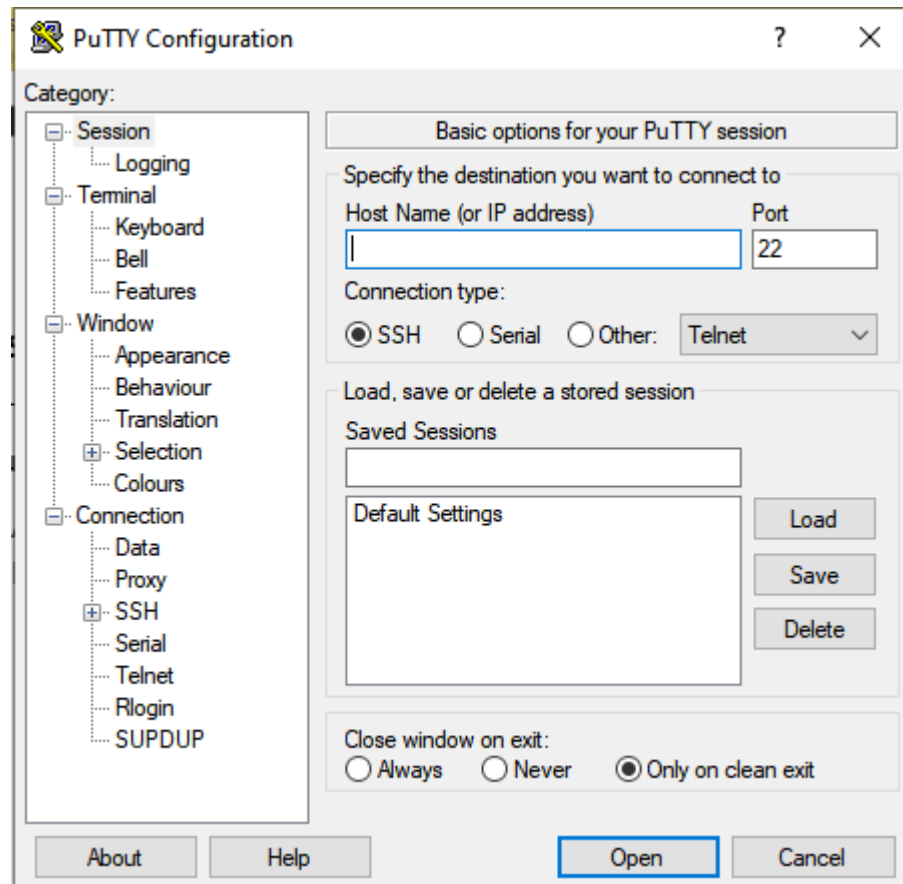 PuTTY Configuration
?
Category:
Session
Logging
Terminal
Keyboard
Bell
Features
Window
Appearance
Behaviour
Translation
Selection
Colours
Connection
Data
Proxy
SSH
Serial
Telnet
Rlogin
SUPDUP
Basic options for your PuTTY session
Specify the destination you want to connect to
Host Name (or IP address) Port
22
Connection type:
SSH Serial Other: Telnet
Load, save or delete a stored session
Saved Sessions
Default Settings
Load
Save
Delete
Close window on exit:
Always Never Only on clean exit
About Help Open Cancel